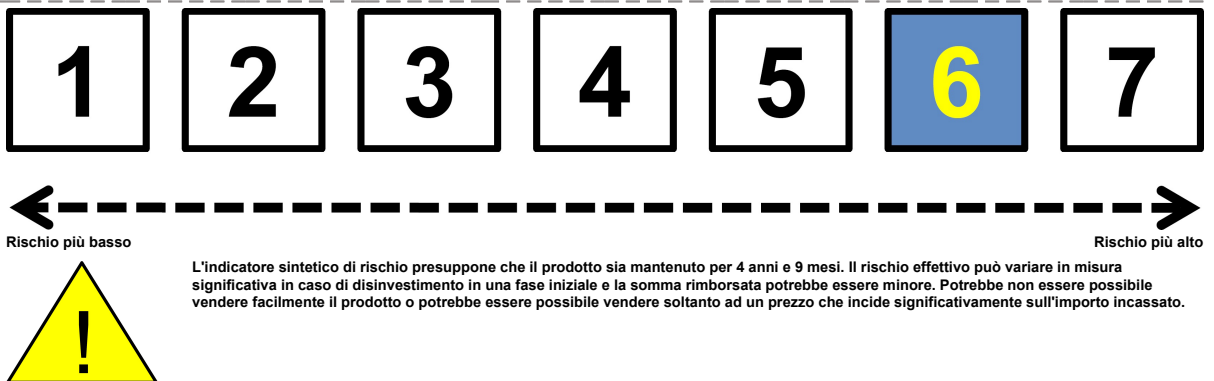 1 2 3 4 5 6 7
Rischio più basso Rischio più alto
L'indicatore sintetico di rischio presuppone che il prodotto sia mantenuto per 4 anni e 9 mesi. Il rischio effettivo può variare in misura
significativa in caso di disinvestimento in una fase iniziale e la somma rimborsata potrebbe essere minore. Potrebbe non essere possibile
vendere facilmente il prodotto o potrebbe essere possibile vendere soltanto ad un prezzo che incide significativamente sull'importo incassato.
!